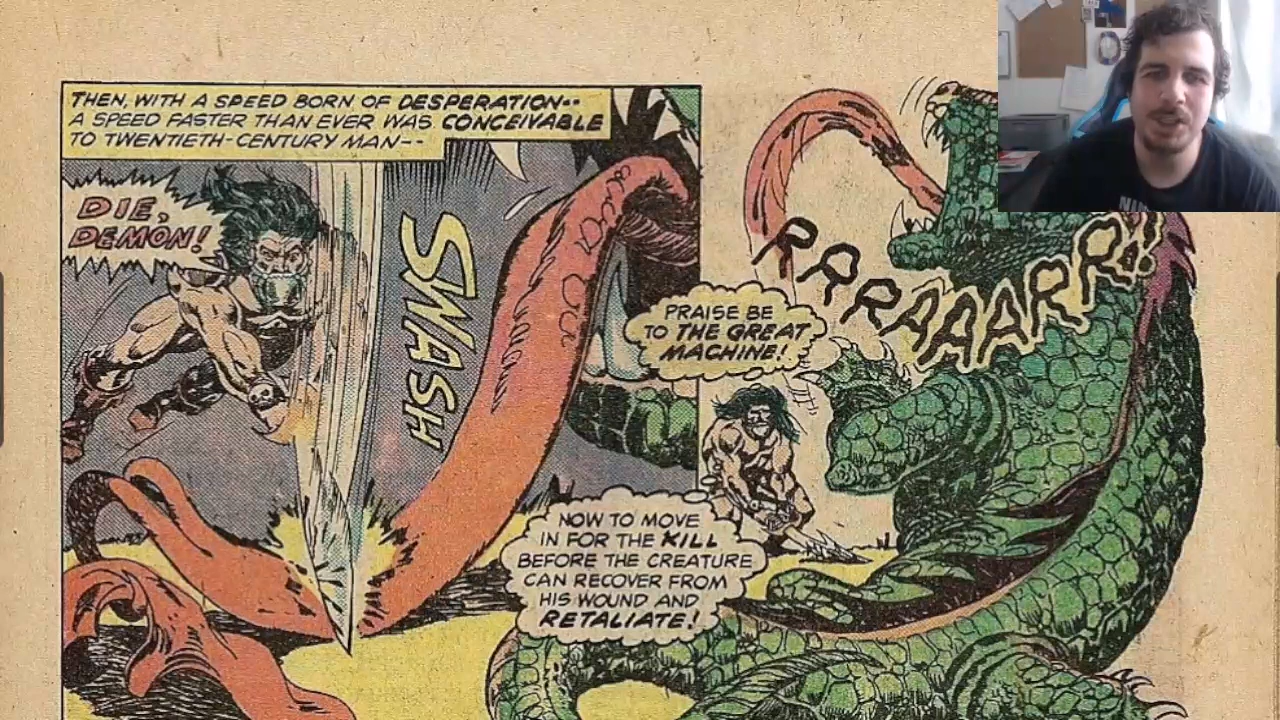 THEN, WITH A SPEED BORN OF DESPERATION--
A SPEED FASTER THAN EVER WAS CONCEIVABLE
TO TWENTIETH-CENTURY MAN--
DIE,
DEMON!
SWASH
RRRRAAARR!!
PRAISE BE
TO THE GREAT
MACHINE!
NOW TO MOVE
IN FOR THE KILL
BEFORE THE CREATURE
CAN RECOVER FROM
HIS WOUND AND
RETALIATE!